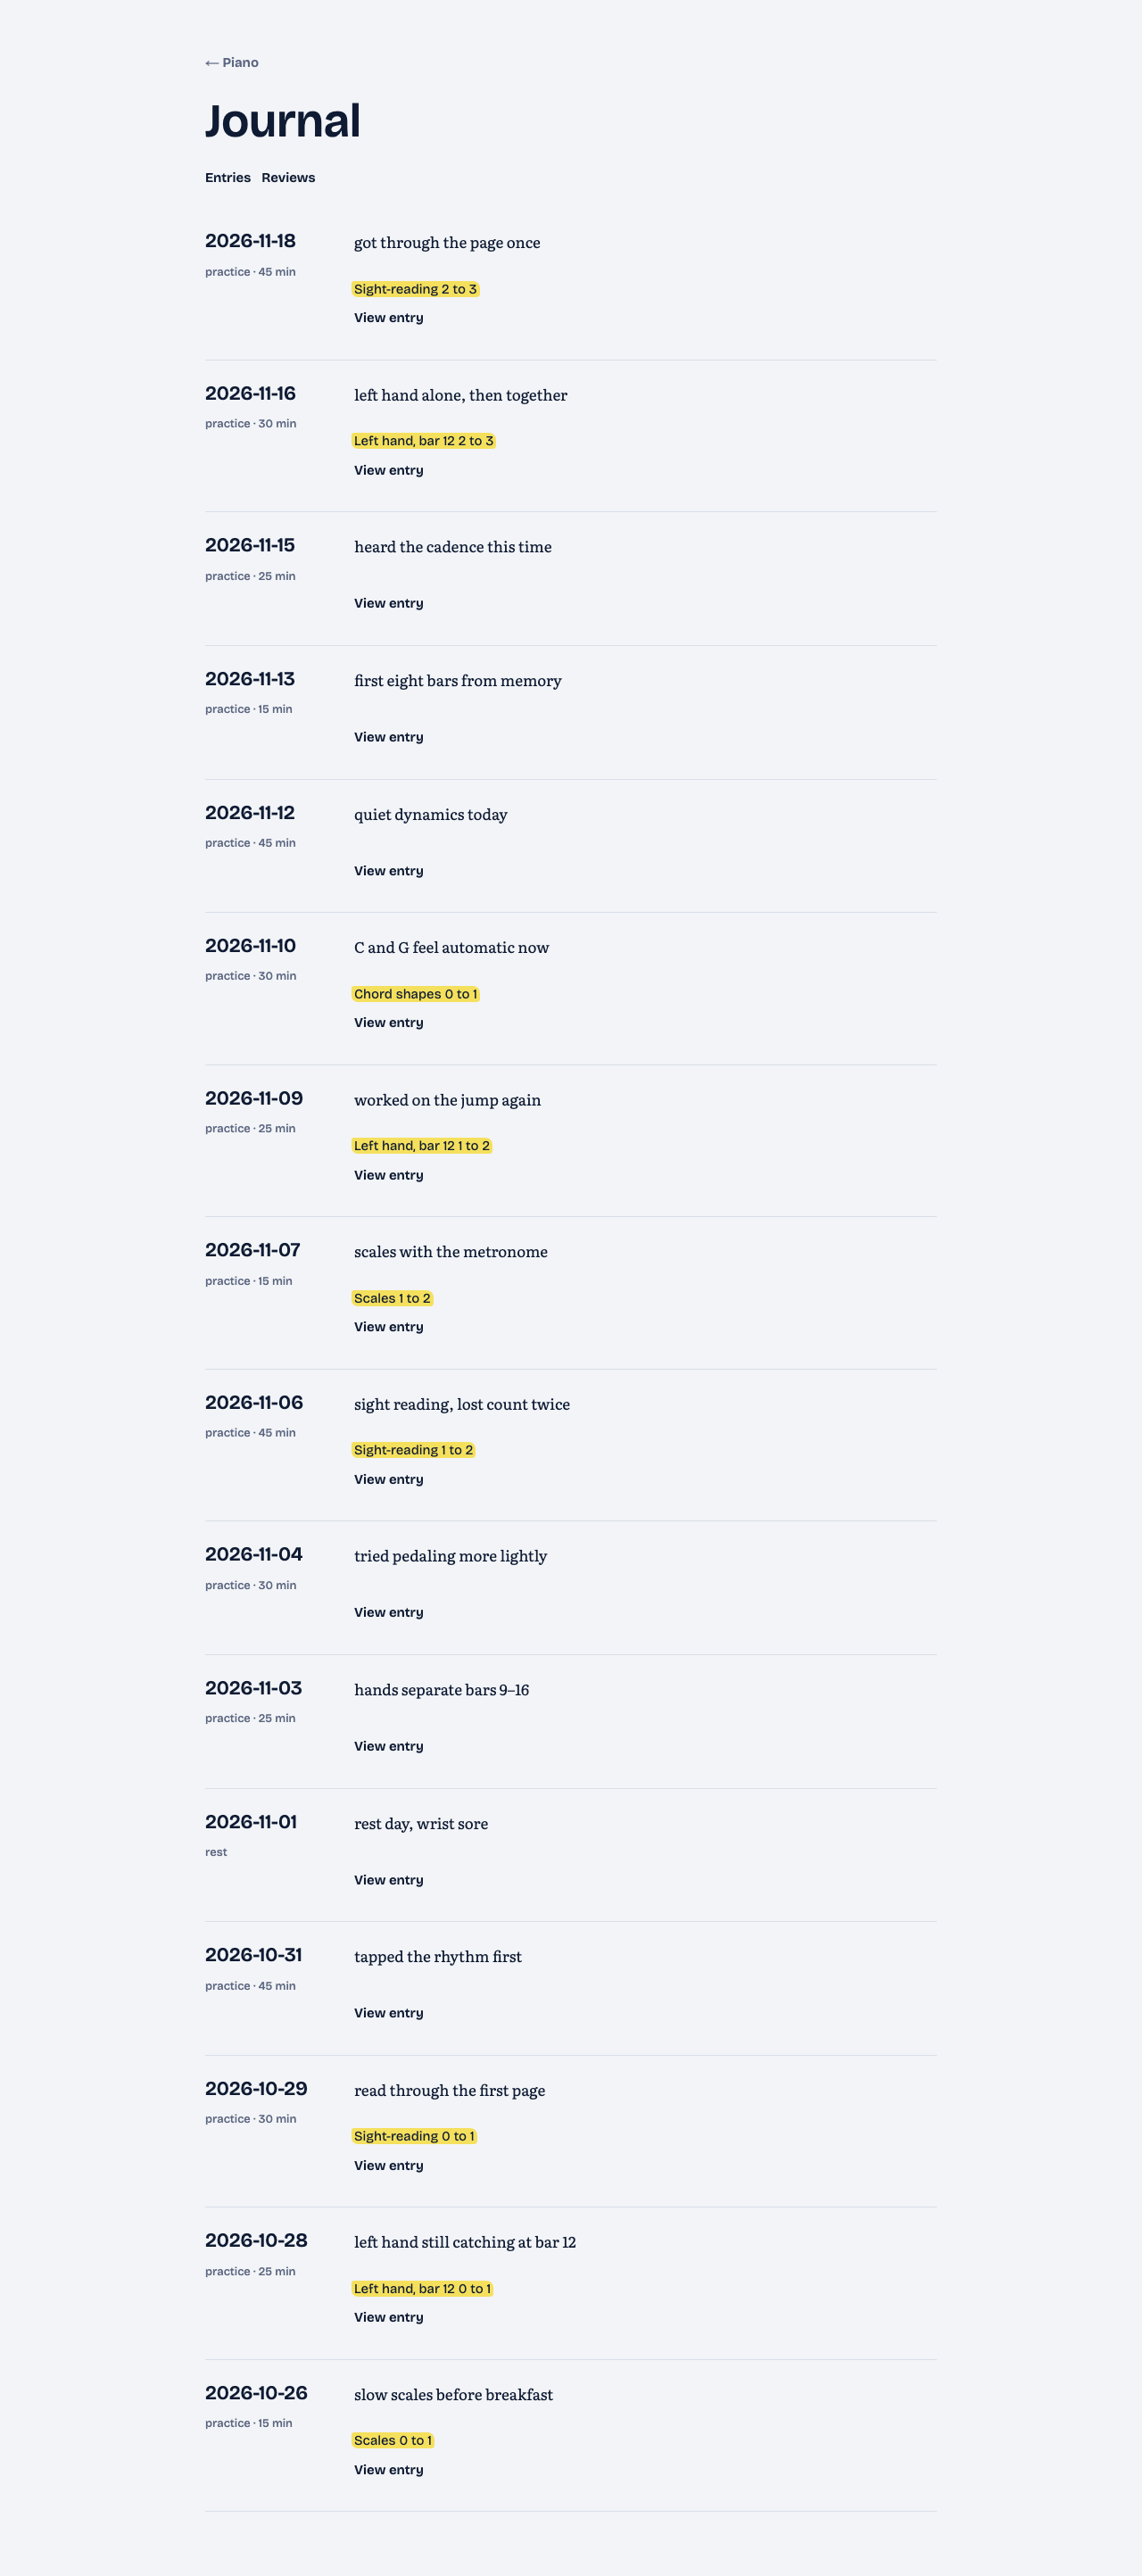 ← Piano
Journal
Entries Reviews
2026-11-18
practice · 45 min
got through the page once
Sight-reading 2 to 3
View entry
2026-11-16
practice · 30 min
left hand alone, then together
Left hand, bar 12 2 to 3
View entry
2026-11-15
practice · 25 min
heard the cadence this time
View entry
2026-11-13
practice · 15 min
first eight bars from memory
View entry
2026-11-12
practice · 45 min
quiet dynamics today
View entry
2026-11-10
practice · 30 min
C and G feel automatic now
Chord shapes 0 to 1
View entry
2026-11-09
practice · 25 min
worked on the jump again
Left hand, bar 12 1 to 2
View entry
2026-11-07
practice · 15 min
scales with the metronome
Scales 1 to 2
View entry
2026-11-06
practice · 45 min
sight reading, lost count twice
Sight-reading 1 to 2
View entry
2026-11-04
practice · 30 min
tried pedaling more lightly
View entry
2026-11-03
practice · 25 min
hands separate bars 9–16
View entry
2026-11-01
rest
rest day, wrist sore
View entry
2026-10-31
practice · 45 min
tapped the rhythm first
View entry
2026-10-29
practice · 30 min
read through the first page
Sight-reading 0 to 1
View entry
2026-10-28
practice · 25 min
left hand still catching at bar 12
Left hand, bar 12 0 to 1
View entry
2026-10-26
practice · 15 min
slow scales before breakfast
Scales 0 to 1
View entry